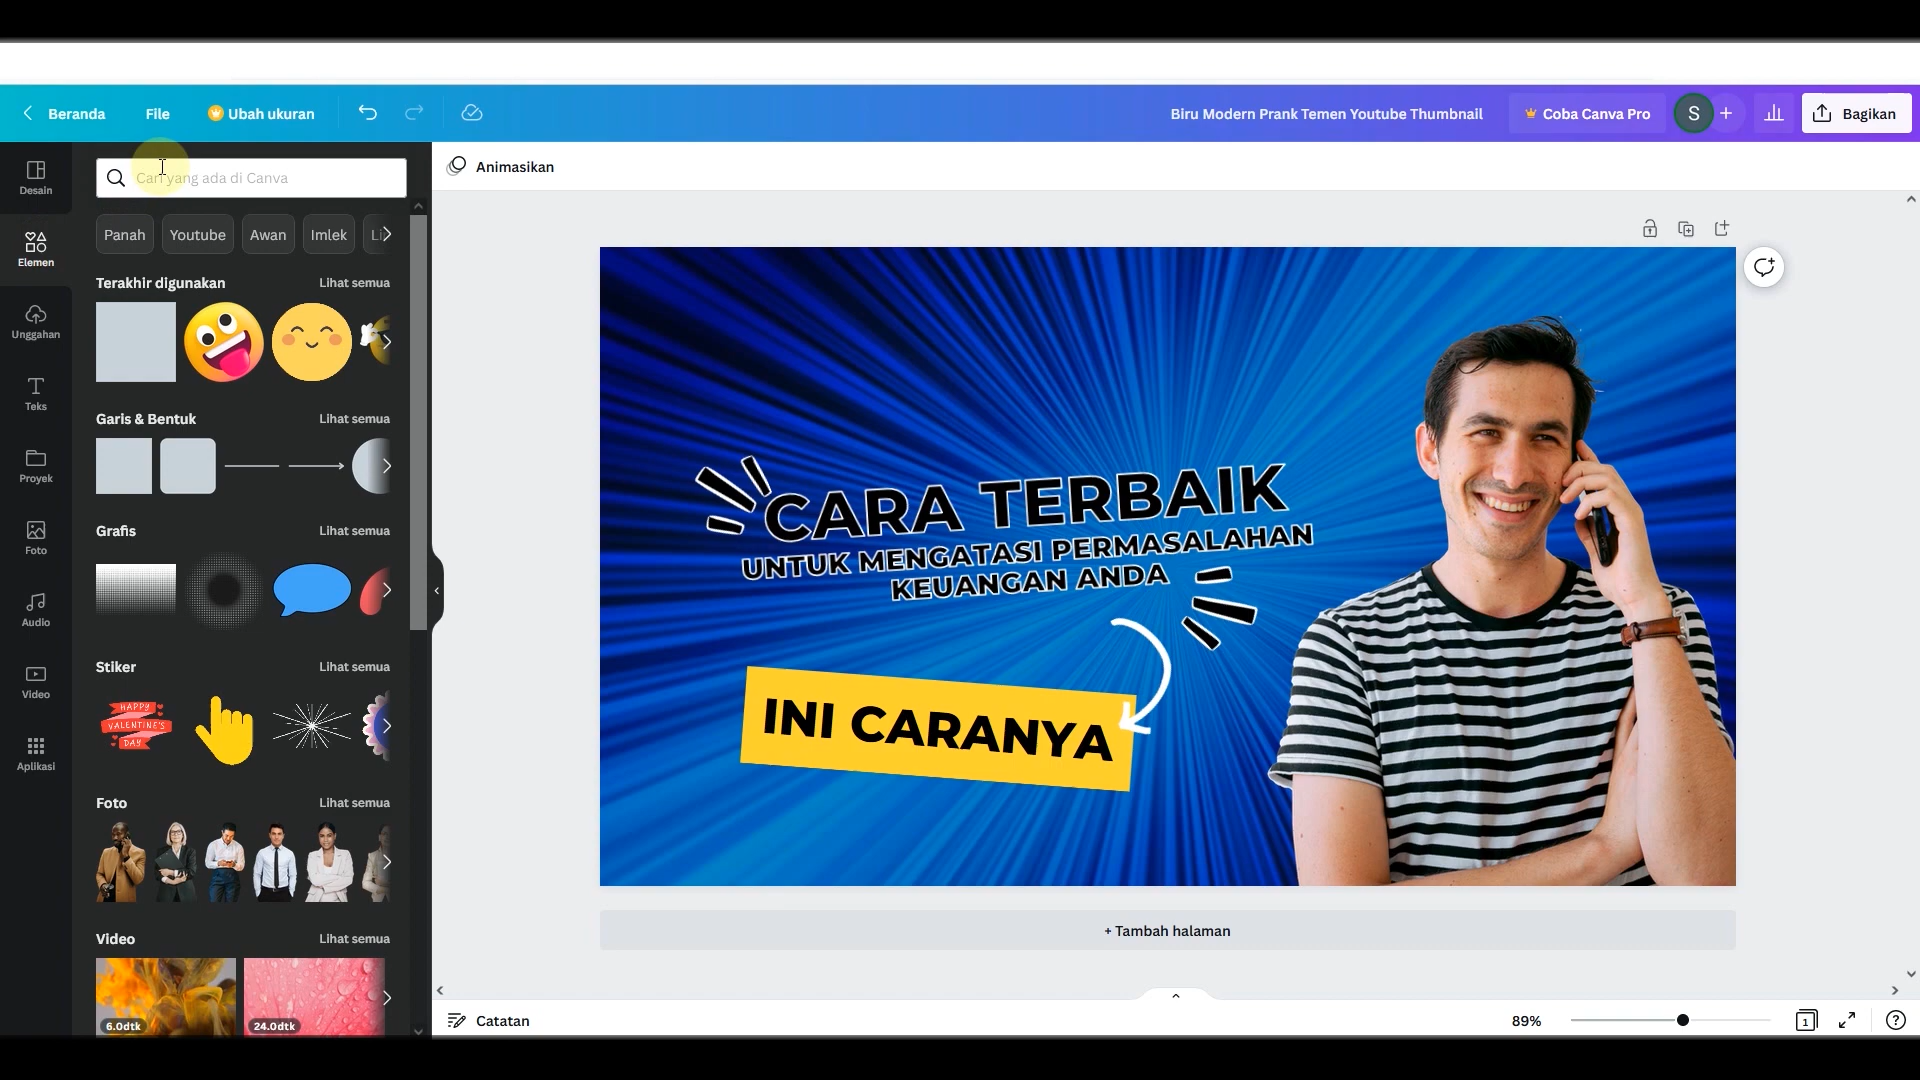 Beranda
File
Ubah ukuran
Biru Modern Prank Temen Youtube Thumbnail
Coba Canva Pro
S
Bagikan
Desain
Elemen
Unggahan
Teks
Proyek
Foto
Audio
Video
Aplikasi
Cari yang ada di Canva
Panah
Youtube
Awan
Imlek
Li
Terakhir digunakan
Lihat semua
Garis & Bentuk
Lihat semua
Grafis
Lihat semua
Stiker
Lihat semua
HAPPY
VALENTINE'S
DAY
Foto
Lihat semua
Video
Lihat semua
6.0dtk
24.0dtk
Animasikan
CARA TERBAIK
UNTUK MENGATASI PERMASALAHAN
KEUANGAN ANDA
INI CARANYA
+ Tambah halaman
Catatan
89%
1